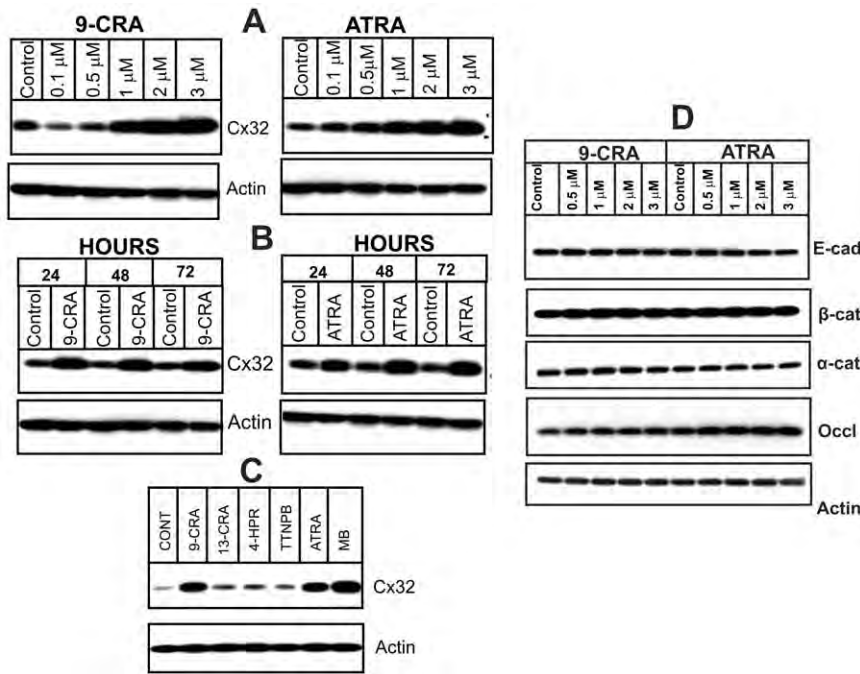 A
9-CRA
Control 0.1 μM 0.5 μM 1 μM 2 μM 3 μM
ATRA
Control 0.1 μM 0.5μM 1 μM 2 μM 3 μM
Cx32
Actin
B
HOURS
24 48 72
Control 9-CRA Control 9-CRA Control 9-CRA
HOURS
24 48 72
Control ATRA Control ATRA Control ATRA
Cx32
Actin
C
CONT 9-CRA 13-CRA 4-HPR TTNPB ATRA MB
Cx32
Actin
D
9-CRA ATRA
Control 0.5 μM 1 μM 2 μM 3 μM Control 0.5 μM 1 μM 2 μM 3 μM
E-cad
β-cat
α-cat
Occl
Actin